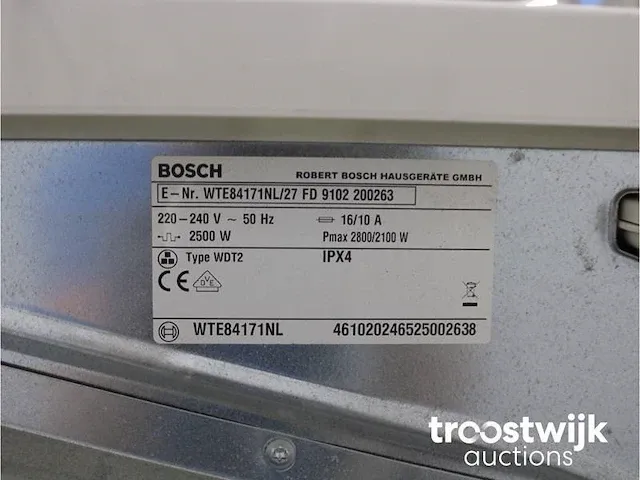 BOSCH ROBERT BOSCH HAUSGERÄTE GMBH
E-Nr. WTE84171NL/27 FD 9102 200263
220-240 V ~ 50 Hz 16/10 A
2500 W Pmax 2800/2100 W
Type WDT2 IPX4
CE VDE
WTE84171NL 461020246525002638
troostwijk
auctions